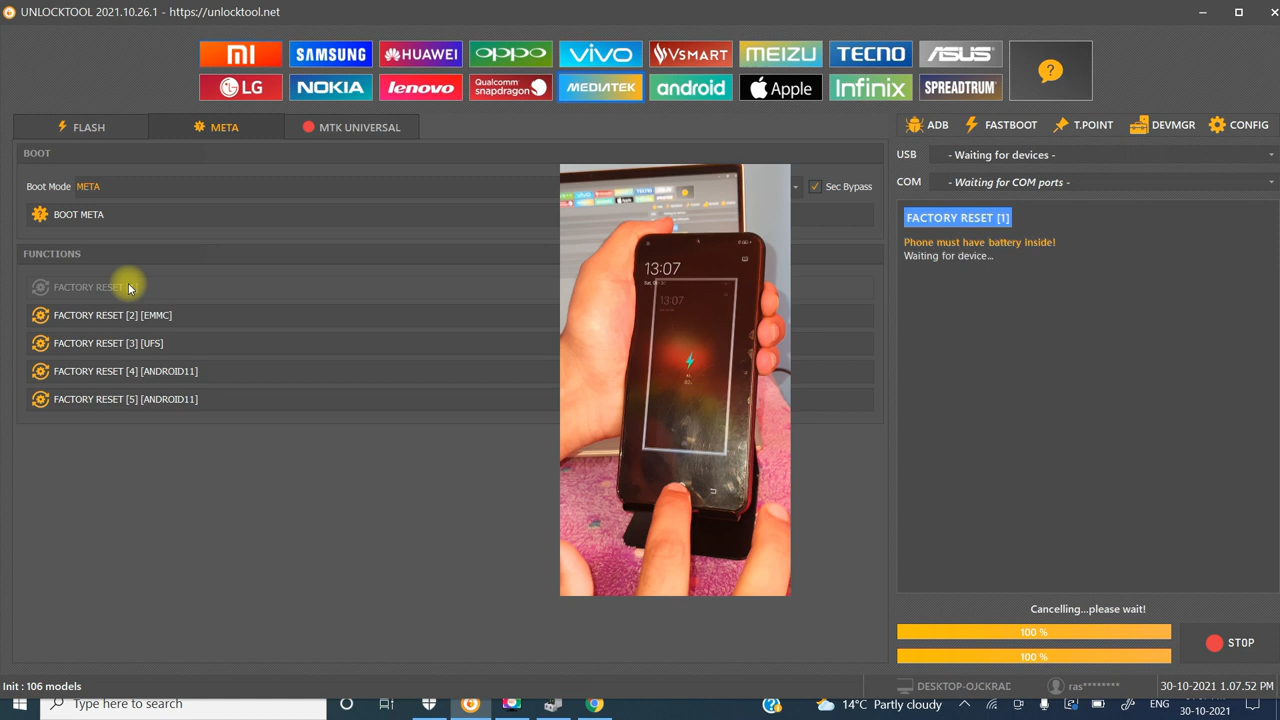 UNLOCKTOOL 2021.10.26.1 - https://unlocktool.net
MI SAMSUNG HUAWEI oppo vivo VSMART MEIZU TECNO ASUS ?
LG NOKIA lenovo Qualcomm snapdragon MEDIATEK android Apple Infinix SPREADTRUM
FLASH META MTK UNIVERSAL
ADB FASTBOOT T.POINT DEVMGR CONFIG
BOOT
USB - Waiting for devices -
COM - Waiting for COM ports -
Boot Mode META Sec Bypass
BOOT META
FUNCTIONS
FACTORY RESET
FACTORY RESET [2] [EMMC]
FACTORY RESET [3] [UFS]
FACTORY RESET [4] [ANDROID11]
FACTORY RESET [5] [ANDROID11]
13:07
13:07
FACTORY RESET [1]
Phone must have battery inside!
Waiting for device...
Cancelling...please wait!
100 %
100 %
STOP
Init : 106 models
DESKTOP-OJCKRAD ras******** 30-10-2021 1.07.52 PM
Type here to search
14°C Partly cloudy ENG
30-10-2021